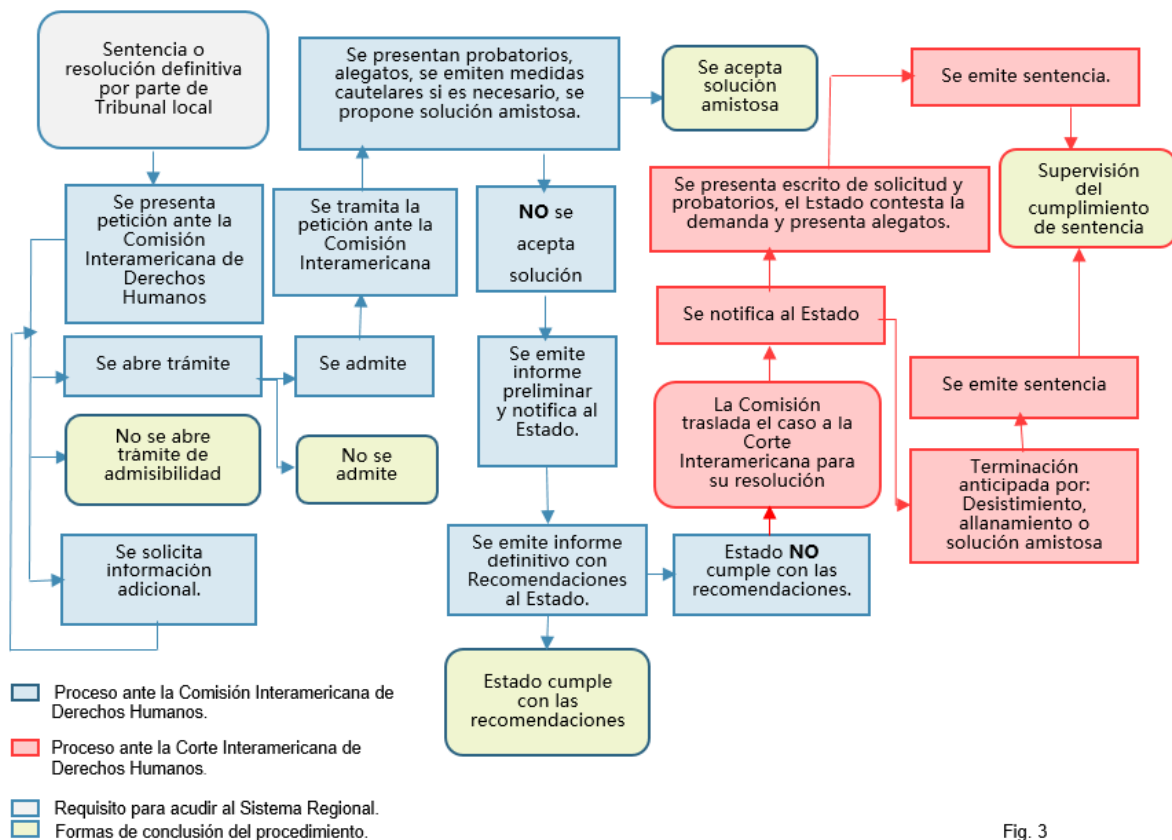 Sentencia o
resolución definitiva
por parte de
Tribunal local
Se presentan probatorios,
alegatos, se emiten medidas
cautelares si es necesario, se
propone solución amistosa.
Se acepta
solución
amistosa
Se emite sentencia.
Se presenta
petición ante la
Comisión
Interamericana de
Derechos
Humanos
Se tramita la
petición ante la
Comisión
Interamericana
NO se
acepta
solución
Se presenta escrito de solicitud y
probatorios, el Estado contesta la
demanda y presenta alegatos.
Supervisión
del
cumplimiento
de sentencia
Se abre trámite
Se admite
Se emite
informe
preliminar
y notifica al
Estado.
Se notifica al Estado
Se emite sentencia
No se abre
trámite de
admisibilidad
No se
admite
La Comisión
traslada el caso a la
Corte
Interamericana para
su resolución
Terminación
anticipada por:
Desistimiento,
allanamiento o
solución amistosa
Se solicita
información
adicional.
Se emite informe
definitivo con
Recomendaciones
al Estado.
Estado NO
cumple con las
recomendaciones.
Estado cumple
con las
recomendaciones
Proceso ante la Comisión Interamericana de
Derechos Humanos.
Proceso ante la Corte Interamericana de
Derechos Humanos.
Requisito para acudir al Sistema Regional.
Formas de conclusión del procedimiento.
Fig. 3